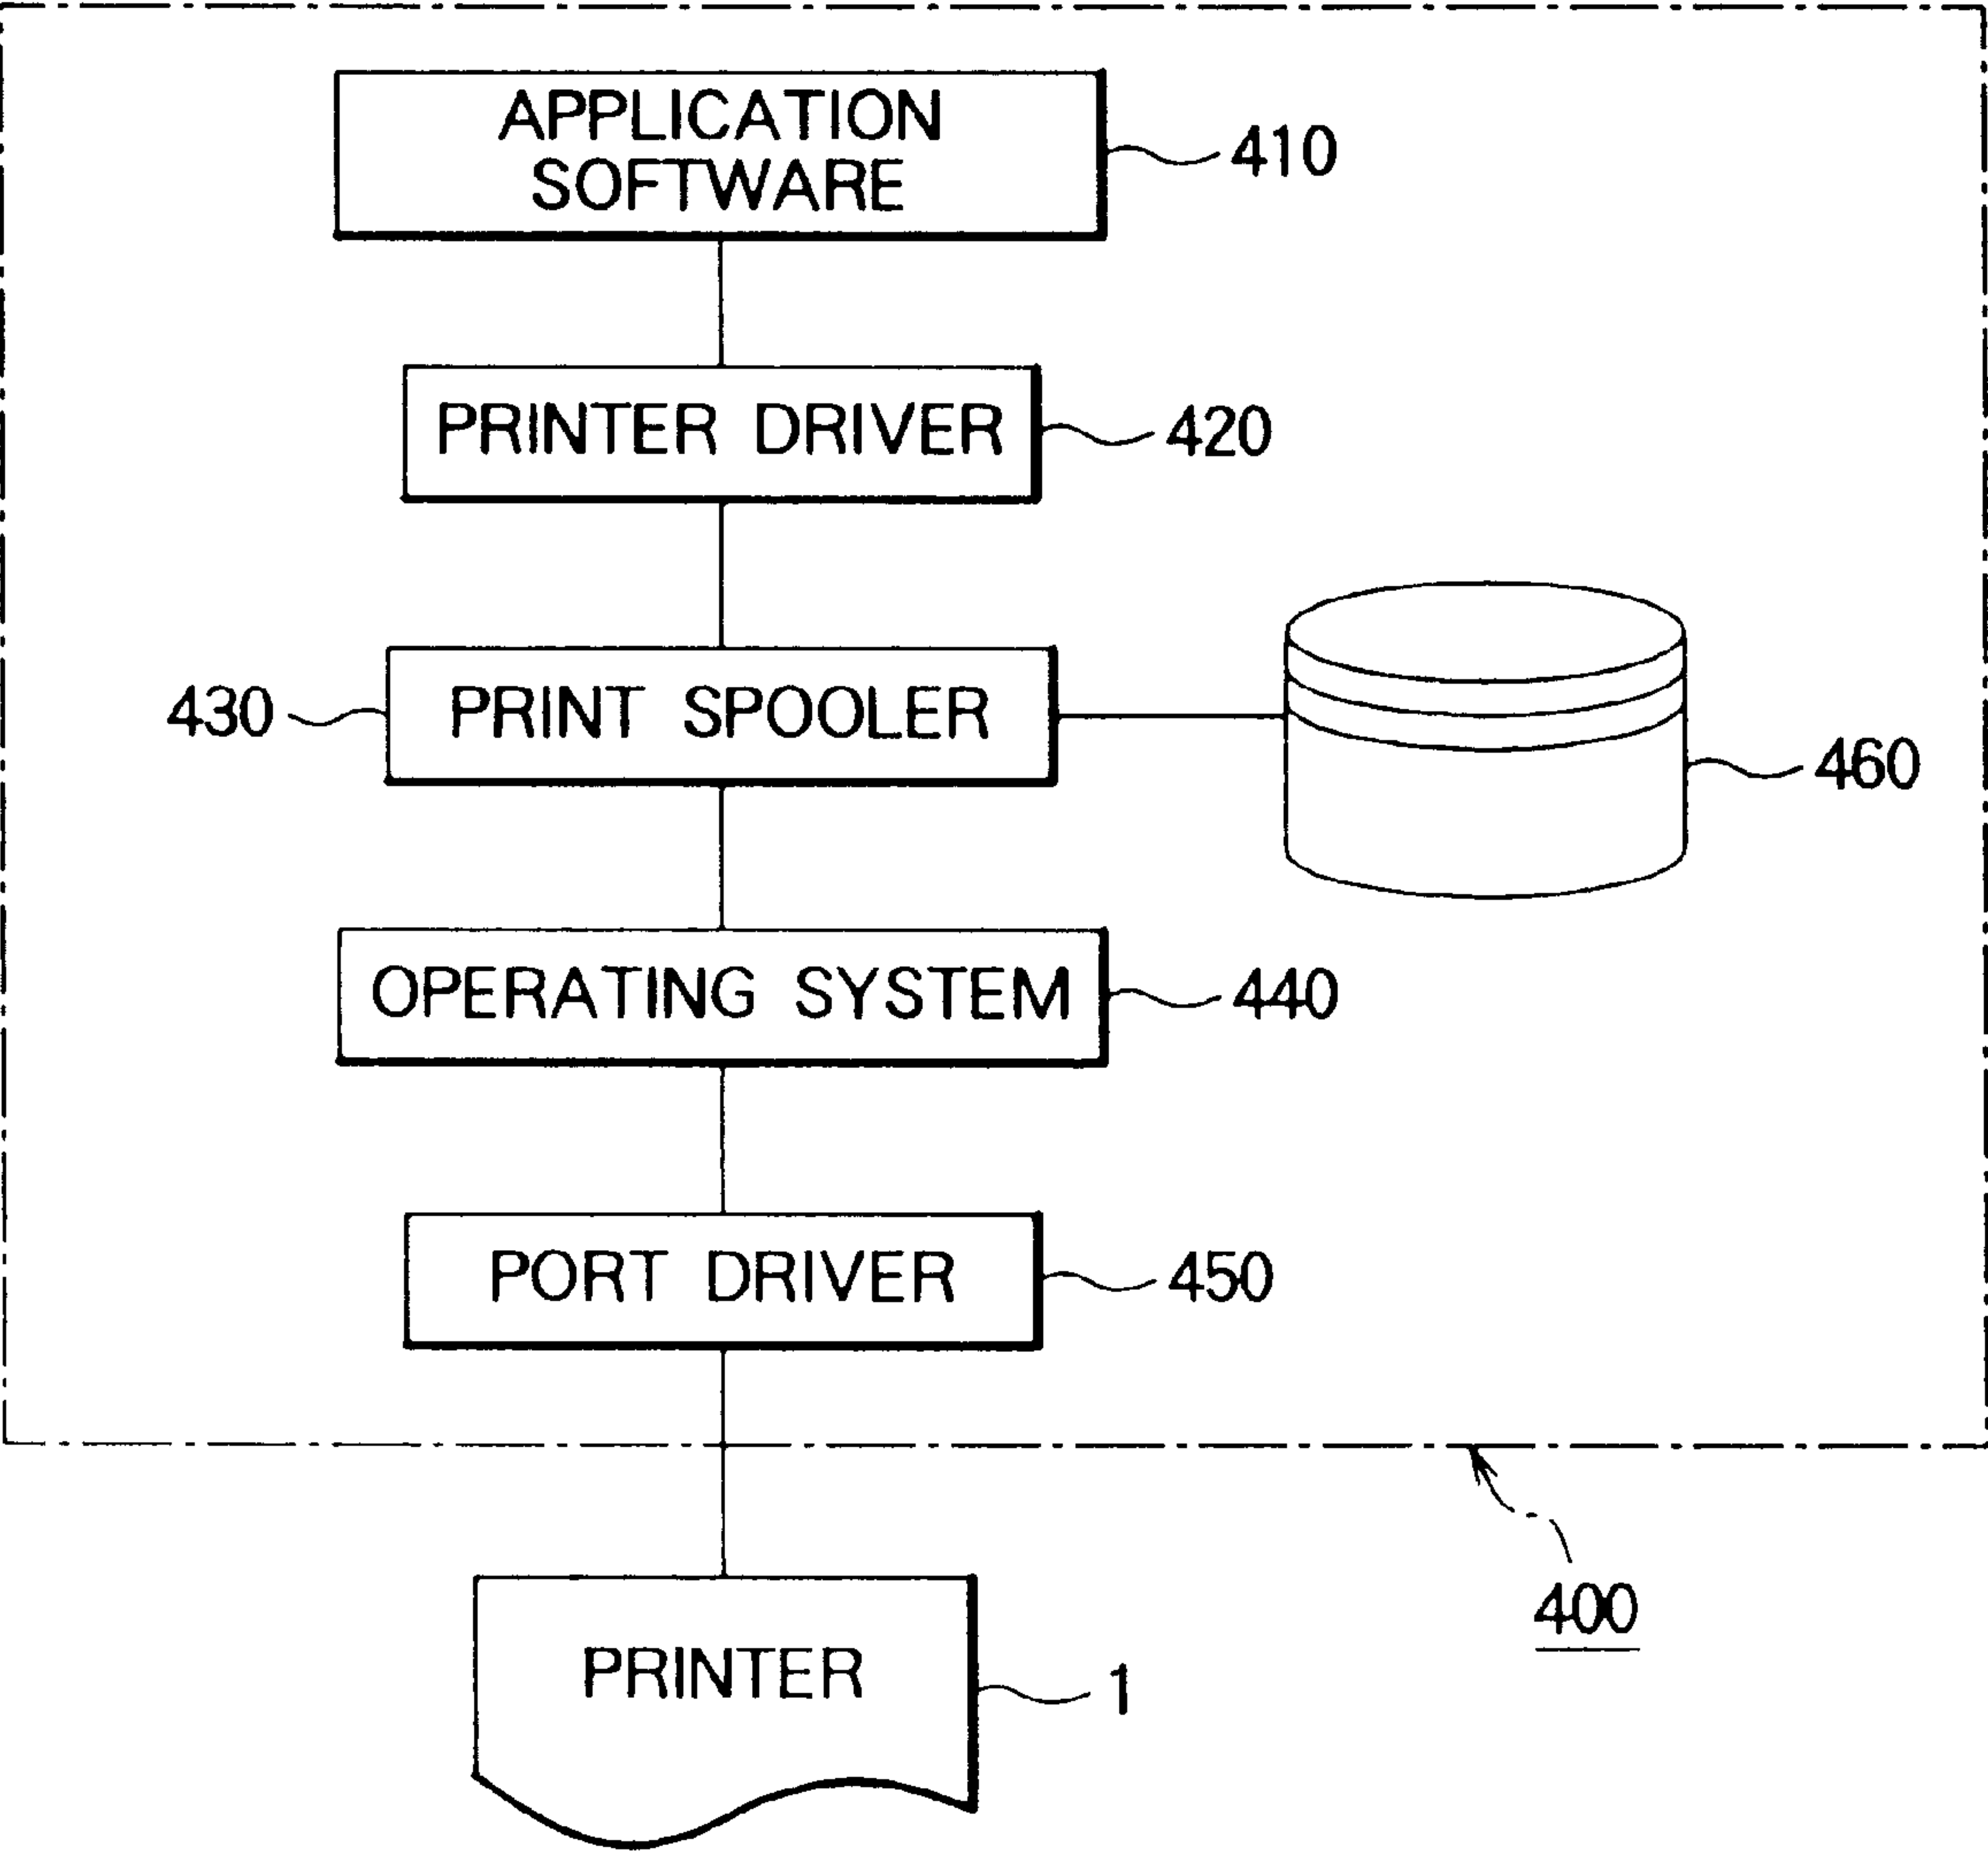 APPLICATION
SOFTWARE
410
PRINTER DRIVER
420
430
PRINT SPOOLER
460
OPERATING SYSTEM
440
PORT DRIVER
450
400
PRINTER
1